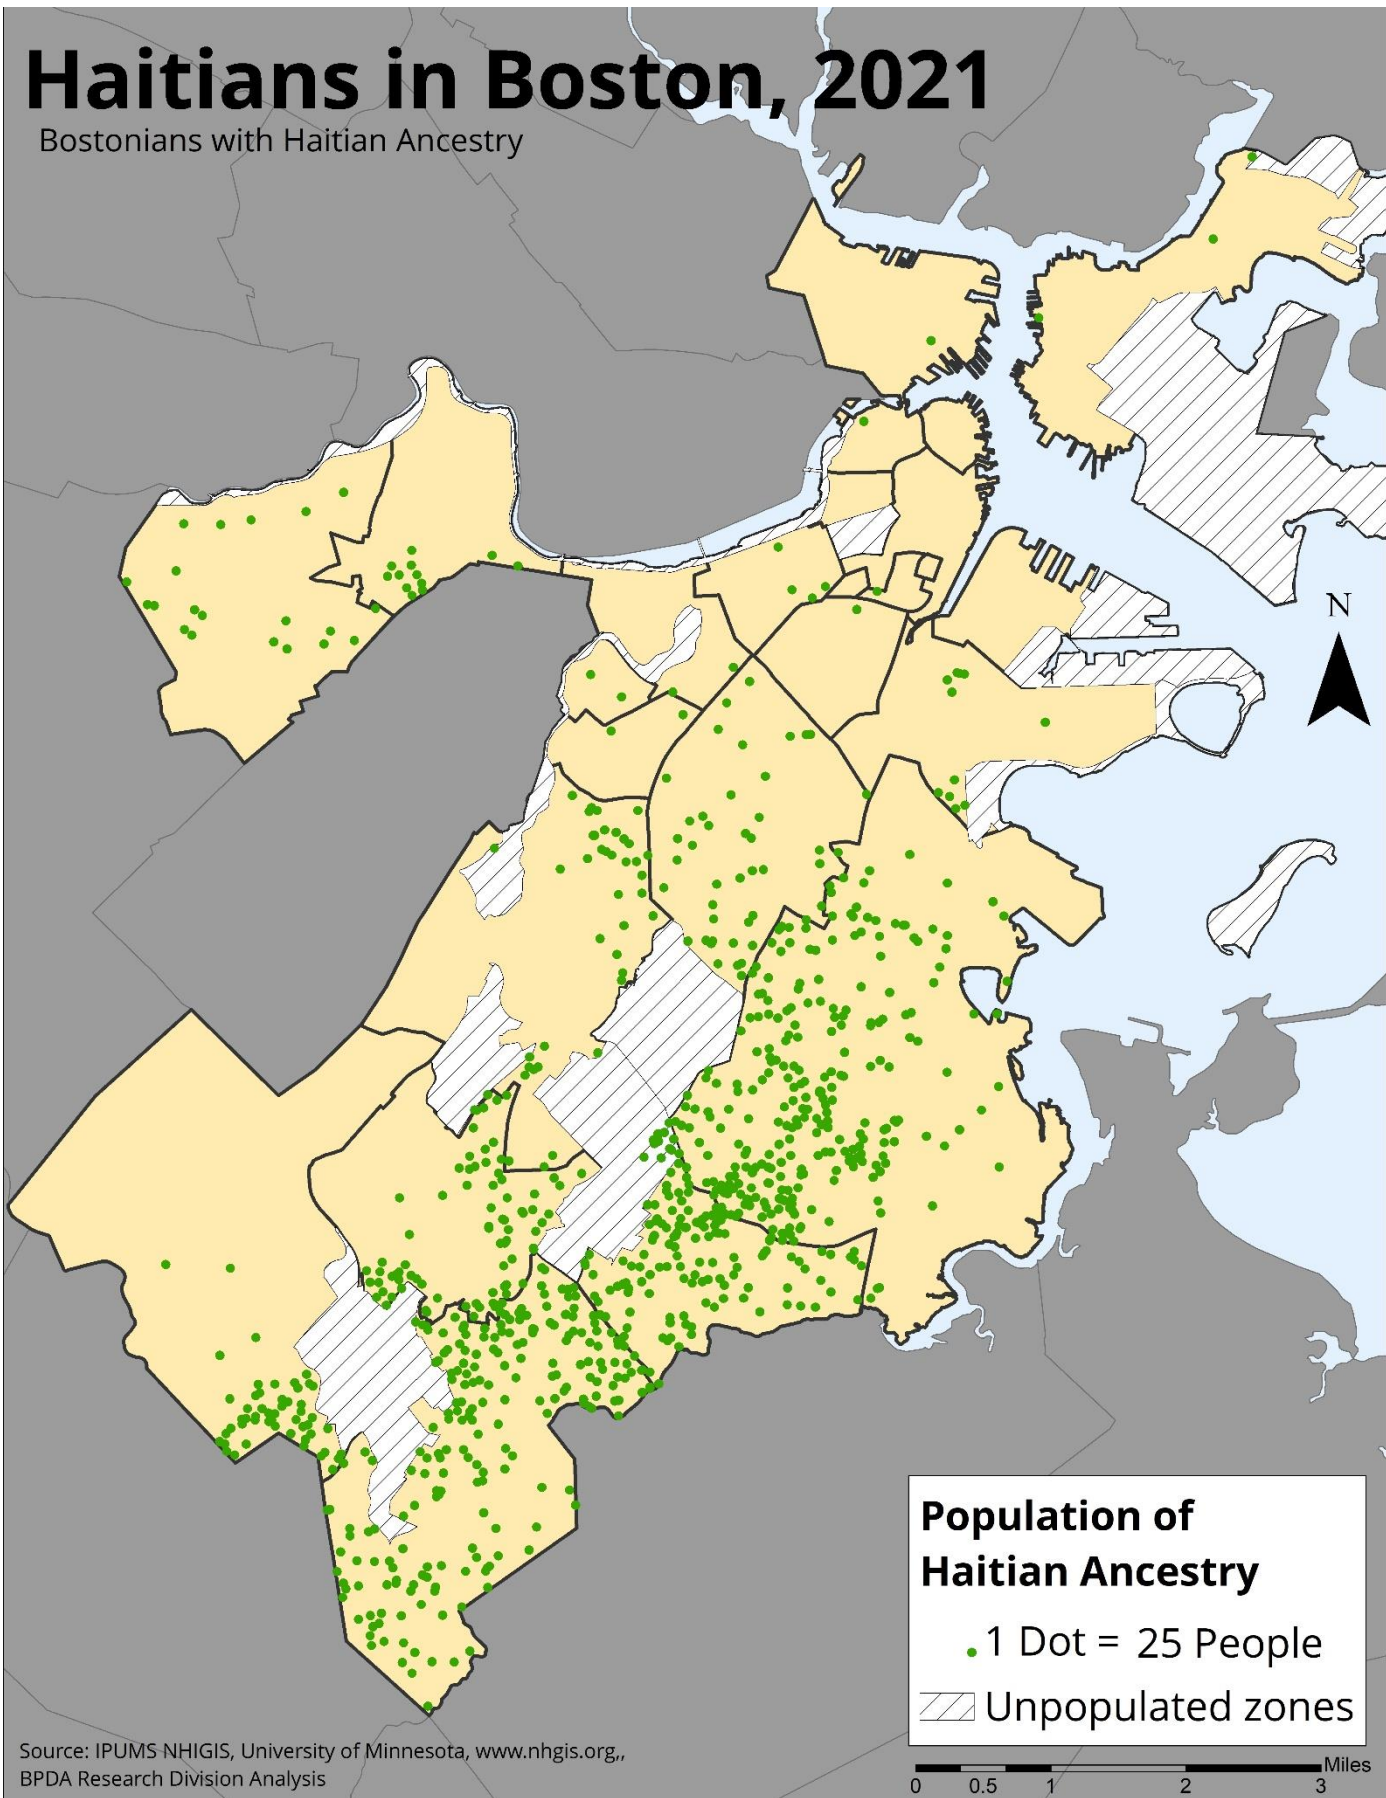 Haitians in Boston, 2021
Bostonians with Haitian Ancestry
N
Population of
Haitian Ancestry
1 Dot = 25 People
Unpopulated zones
Source: IPUMS NHIGIS, University of Minnesota, www.nhgis.org,,
BPDA Research Division Analysis
Miles
0 0.5 1 2 3